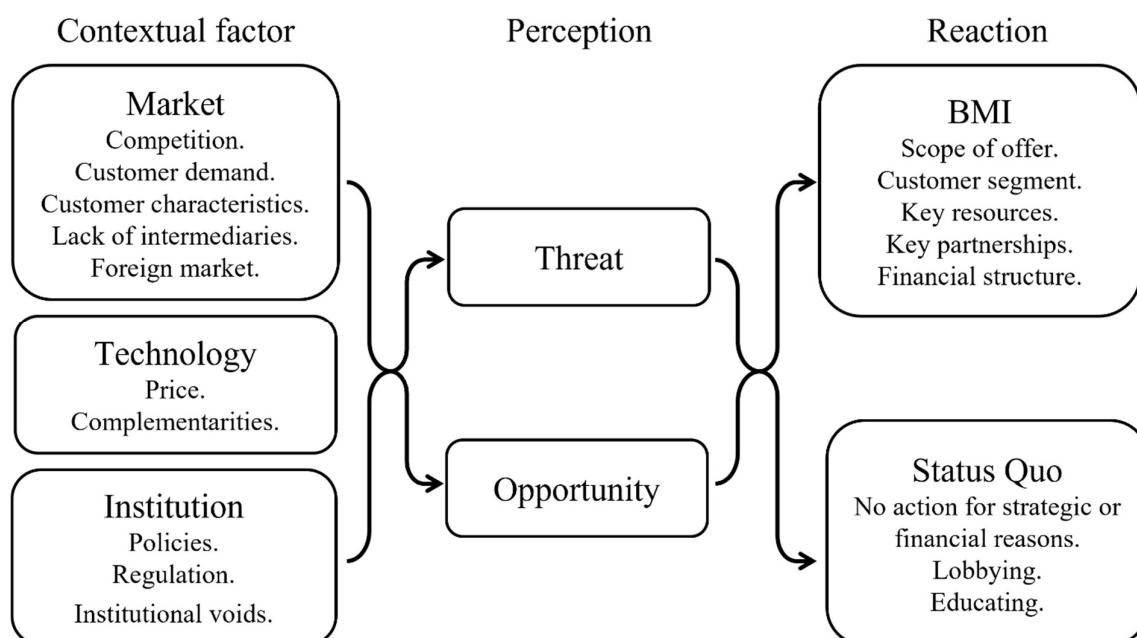 Contextual factor
Market
Competition.
Customer demand.
Customer characteristics.
Lack of intermediaries.
Foreign market.
Technology
Price.
Complementarities.
Institution
Policies.
Regulation.
Institutional voids.
Perception
Threat
Opportunity
Reaction
BMI
Scope of offer.
Customer segment.
Key resources.
Key partnerships.
Financial structure.
Status Quo
No action for strategic or
financial reasons.
Lobbying.
Educating.